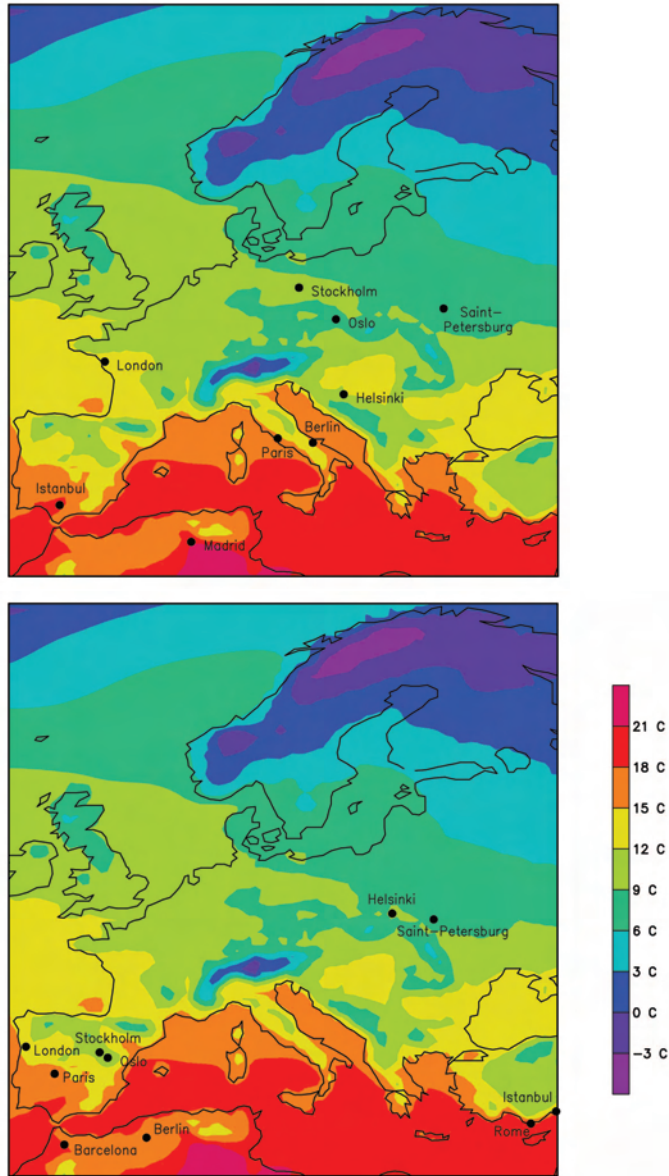 Stockholm
Oslo
Saint-
Petersburg
London
Helsinki
Berlin
Paris
Istanbul
Madrid
21 C
18 C
15 C
12 C
9 C
6 C
3 C
0 C
-3 C
Helsinki
Saint-Petersburg
Stockholm
London
Oslo
Paris
Istanbul
Rome
Berlin
Barcelona